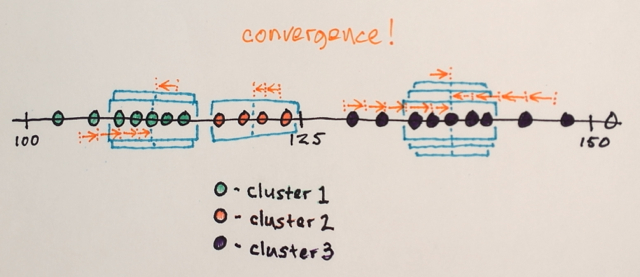 convergence!
100 125 150
- cluster 1
- cluster 2
- cluster 3